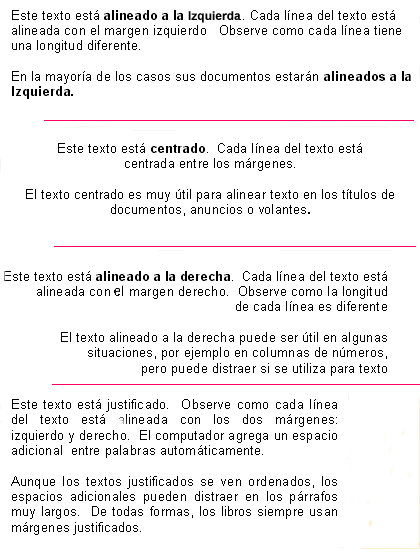 Este texto está alineado a la Izquierda. Cada línea del texto está
alineada con el margen izquierdo Observe como cada línea tiene
una longitud diferente.
En la mayoría de los casos sus documentos estarán alineados a la
Izquierda.
Este texto está centrado. Cada línea del texto está
centrada entre los márgenes.
El texto centrado es muy útil para alinear texto en los títulos de
documentos, anuncios o volantes.
Este texto está alineado a la derecha. Cada línea del texto está
alineada con el margen derecho. Observe como la longitud
de cada línea es diferente
El texto alineado a la derecha puede ser útil en algunas
situaciones, por ejemplo en columnas de números,
pero puede distraer si se utiliza para texto
Este texto está justificado. Observe como cada línea
del texto está alineada con los dos márgenes:
izquierdo y derecho. El computador agrega un espacio
adicional entre palabras automáticamente.
Aunque los textos justificados se ven ordenados, los
espacios adicionales pueden distraer en los párrafos
muy largos. De todas formas, los libros siempre usan
márgenes justificados.